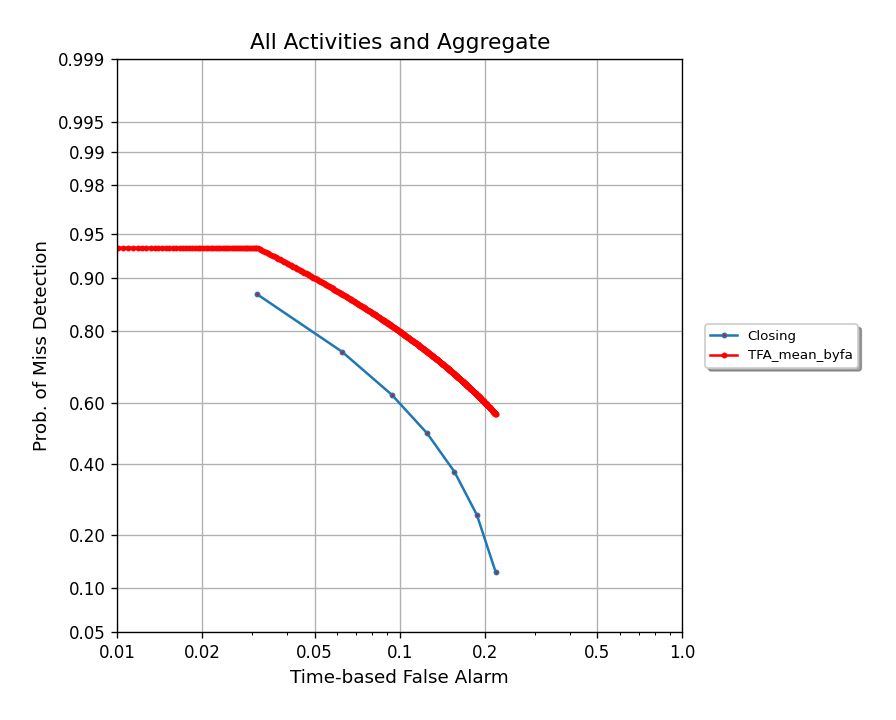 All Activities and Aggregate
0.999
0.995
0.99
0.98
0.95
0.90
0.80
0.60
0.40
0.20
0.10
0.05
Prob. of Miss Detection
0.01 0.02 0.05 0.1 0.2 0.5 1.0
Time-based False Alarm
Closing
TFA_mean_byfa